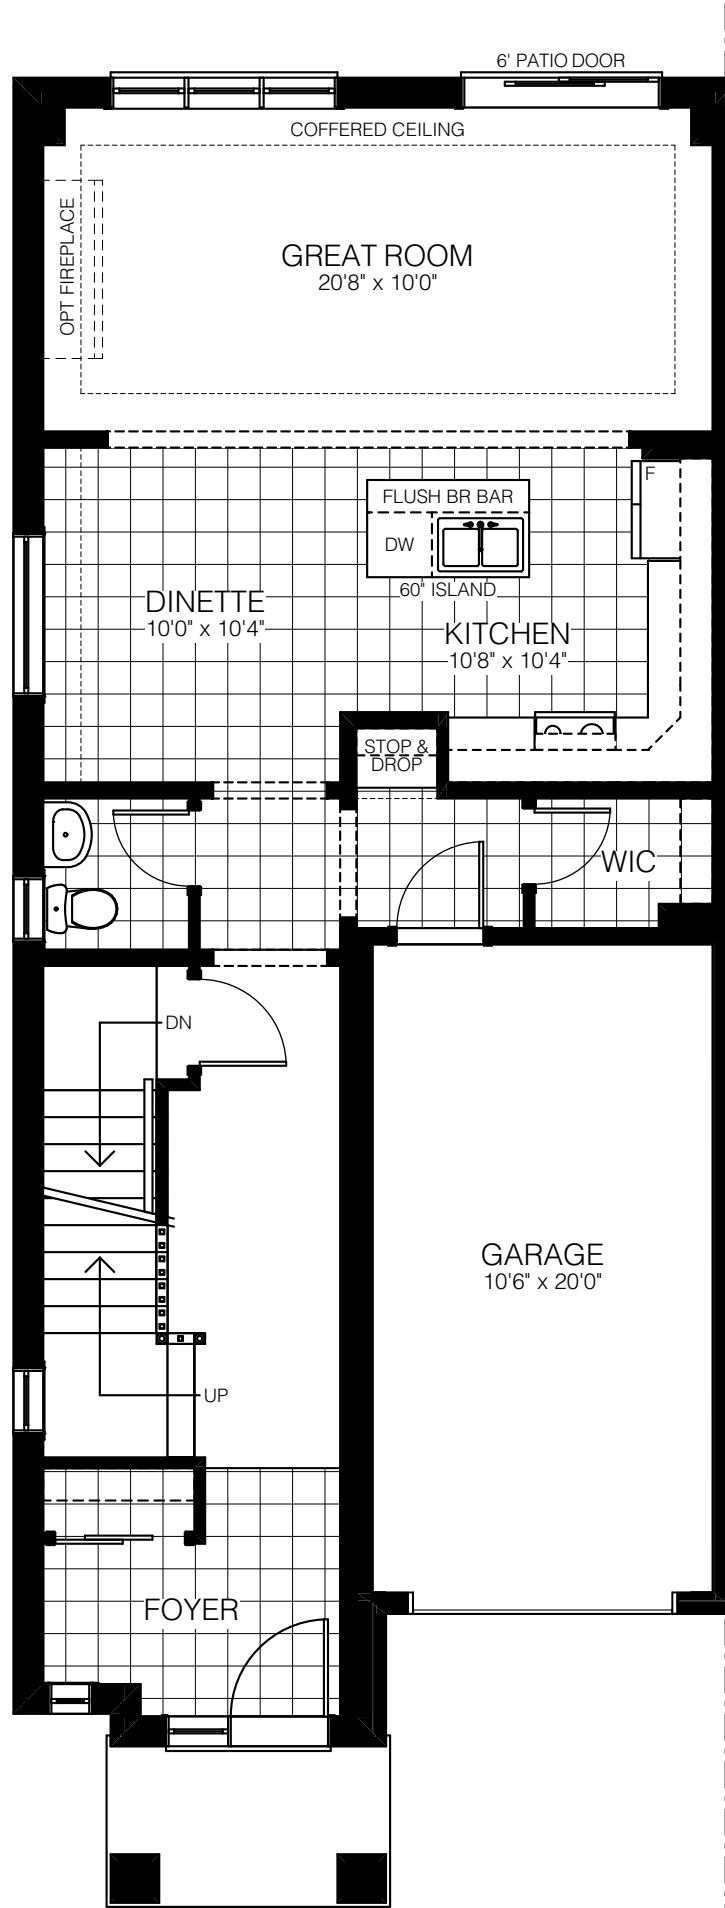 6' PATIO DOOR
COFFERED CEILING
GREAT ROOM
20'8" x 10'0"
OPT FIREPLACE
F
FLUSH BR BAR
DW
60" ISLAND
DINETTE
10'0" x 10'4"
KITCHEN
10'8" x 10'4"
STOP &
DROP
WIC
DN
GARAGE
10'6" x 20'0"
UP
FOYER